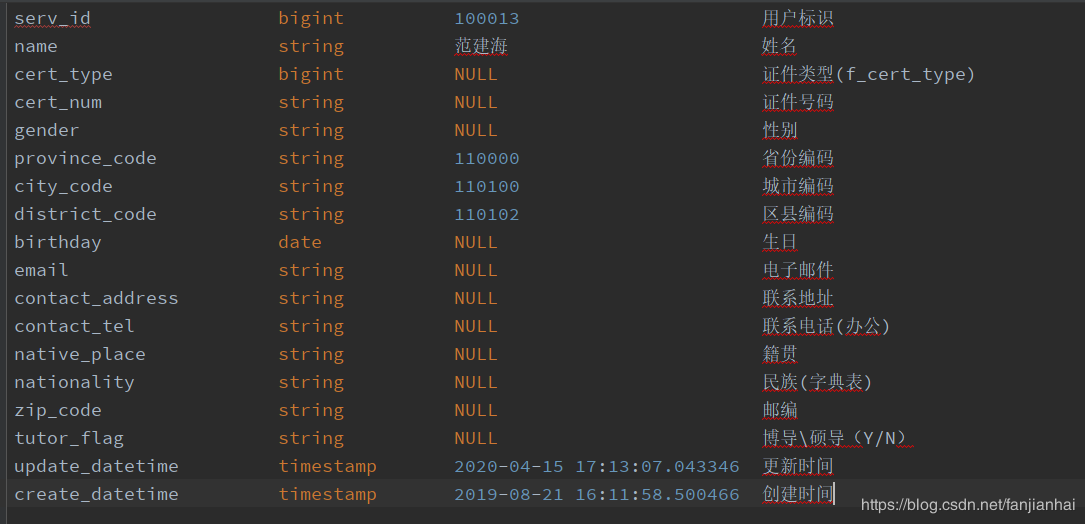 serv_id bigint 100013 用户标识
name string 范建海 姓名
cert_type bigint NULL 证件类型(f_cert_type)
cert_num string NULL 证件号码
gender string NULL 性别
province_code string 110000 省份编码
city_code string 110100 城市编码
district_code string 110102 区县编码
birthday date NULL 生日
email string NULL 电子邮件
contact_address string NULL 联系地址
contact_tel string NULL 联系电话(办公)
native_place string NULL 籍贯
nationality string NULL 民族(字典表)
zip_code string NULL 邮编
tutor_flag string NULL 博导\硕导（Y/N）
update_datetime timestamp 2020-04-15 17:13:07.043346 更新时间
create_datetime timestamp 2019-08-21 16:11:58.500466 创建时间
https://blog.csdn.net/fanjianhai